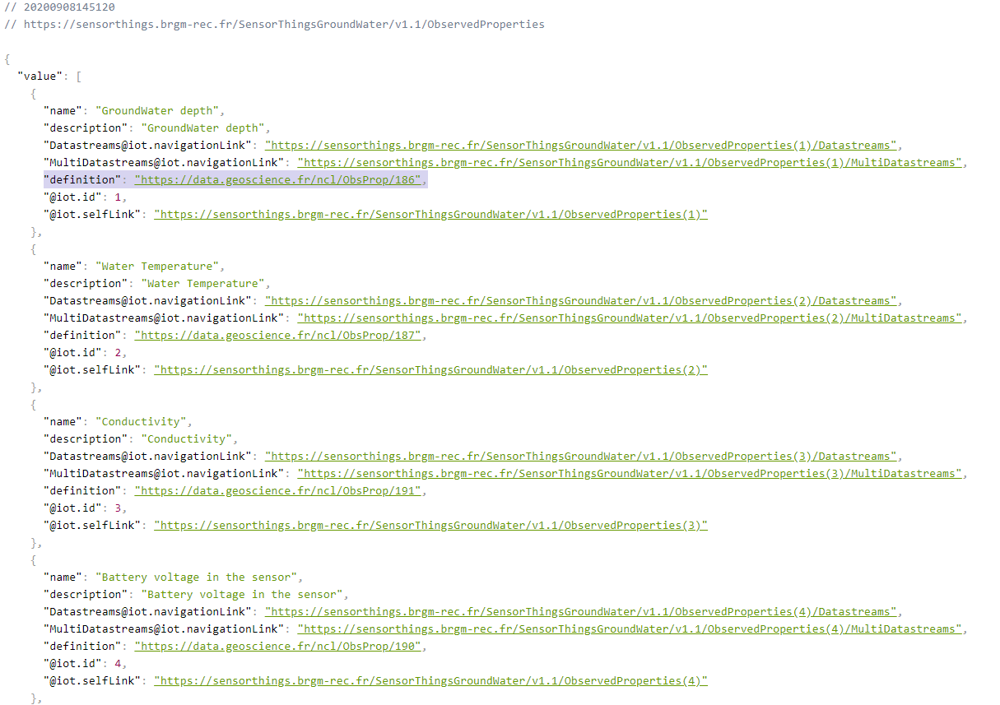 // 20200908145120
// https://sensorthings.brgm-rec.fr/SensorThingsGroundWater/v1.1/ObservedProperties
{
"value": [
{
"name": "GroundWater depth",
"description": "GroundWater depth",
"Datastreams@iot.navigationLink": "https://sensorthings.brgm-rec.fr/SensorThingsGroundWater/v1.1/ObservedProperties(1)/Datastreams",
"MultiDatastreams@iot.navigationLink": "https://sensorthings.brgm-rec.fr/SensorThingsGroundWater/v1.1/ObservedProperties(1)/MultiDatastreams",
"definition": "https://data.geoscience.fr/ncl/ObsProp/186",
"@iot.id": 1,
"@iot.selfLink": "https://sensorthings.brgm-rec.fr/SensorThingsGroundWater/v1.1/ObservedProperties(1)"
},
{
"name": "Water Temperature",
"description": "Water Temperature",
"Datastreams@iot.navigationLink": "https://sensorthings.brgm-rec.fr/SensorThingsGroundWater/v1.1/ObservedProperties(2)/Datastreams",
"MultiDatastreams@iot.navigationLink": "https://sensorthings.brgm-rec.fr/SensorThingsGroundWater/v1.1/ObservedProperties(2)/MultiDatastreams",
"definition": "https://data.geoscience.fr/ncl/ObsProp/187",
"@iot.id": 2,
"@iot.selfLink": "https://sensorthings.brgm-rec.fr/SensorThingsGroundWater/v1.1/ObservedProperties(2)"
},
{
"name": "Conductivity",
"description": "Conductivity",
"Datastreams@iot.navigationLink": "https://sensorthings.brgm-rec.fr/SensorThingsGroundWater/v1.1/ObservedProperties(3)/Datastreams",
"MultiDatastreams@iot.navigationLink": "https://sensorthings.brgm-rec.fr/SensorThingsGroundWater/v1.1/ObservedProperties(3)/MultiDatastreams",
"definition": "https://data.geoscience.fr/ncl/ObsProp/191",
"@iot.id": 3,
"@iot.selfLink": "https://sensorthings.brgm-rec.fr/SensorThingsGroundWater/v1.1/ObservedProperties(3)"
},
{
"name": "Battery voltage in the sensor",
"description": "Battery voltage in the sensor",
"Datastreams@iot.navigationLink": "https://sensorthings.brgm-rec.fr/SensorThingsGroundWater/v1.1/ObservedProperties(4)/Datastreams",
"MultiDatastreams@iot.navigationLink": "https://sensorthings.brgm-rec.fr/SensorThingsGroundWater/v1.1/ObservedProperties(4)/MultiDatastreams",
"definition": "https://data.geoscience.fr/ncl/ObsProp/190",
"@iot.id": 4,
"@iot.selfLink": "https://sensorthings.brgm-rec.fr/SensorThingsGroundWater/v1.1/ObservedProperties(4)"
},